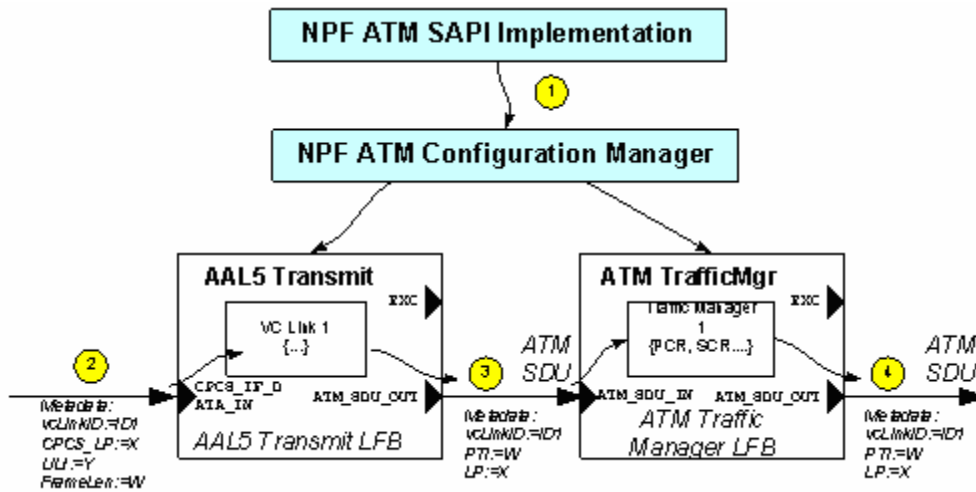 NPF ATM SAPI Implementation
1
NPF ATM Configuration Manager
AAL5 Transmit
EXC
VC Link 1
{...}
2
CPCS_IF_D
ATA_IN
ATM_SDU_OUT
AAL5 Transmit LFB
Metadata:
vcLinkID:=ID1
CPCS_LP:=X
UU:=Y
FrameLen:=W
ATM
SDU
3
Metadata:
vcLinkID:=ID1
PTI:=W
LP:=X
ATM TrafficMgr
EXC
Traffic Manager
1
{PCR, SCR...}
ATM_SDU_IN
ATM_SDU_OUT
ATM Traffic
Manager LFB
4
ATM
SDU
Metadata:
vcLinkID:=ID1
PTI:=W
LP:=X